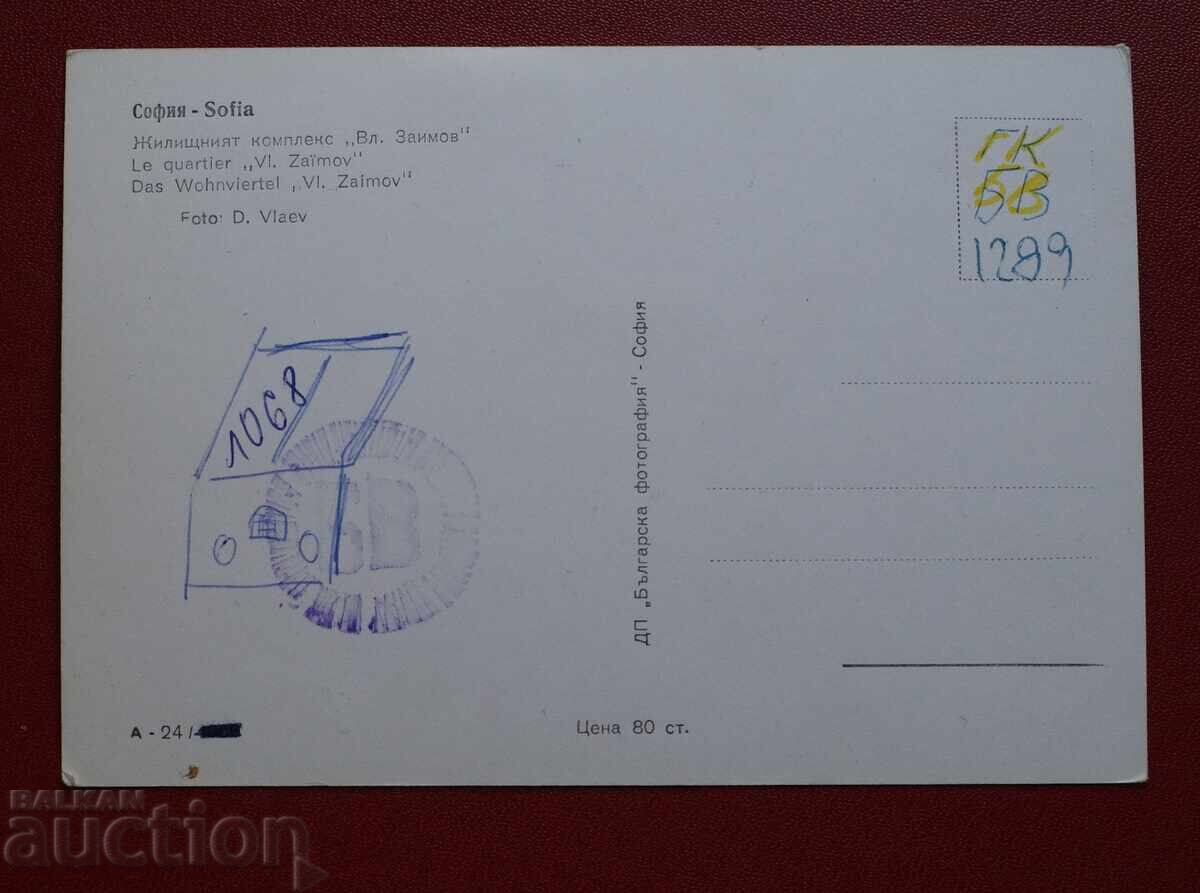 София - Sofia
Жилищният комплекс „Вл. Заимов"
Le quartier „Vl. Zaïmov"
Das Wohnviertel „Vl. Zaimov"
Foto: D. Vlaev
ГК
БВ
1289
1068
БВ
ДП „Българска фотография" - София
А - 24 /
Цена 80 ст.
BALKAN
auction